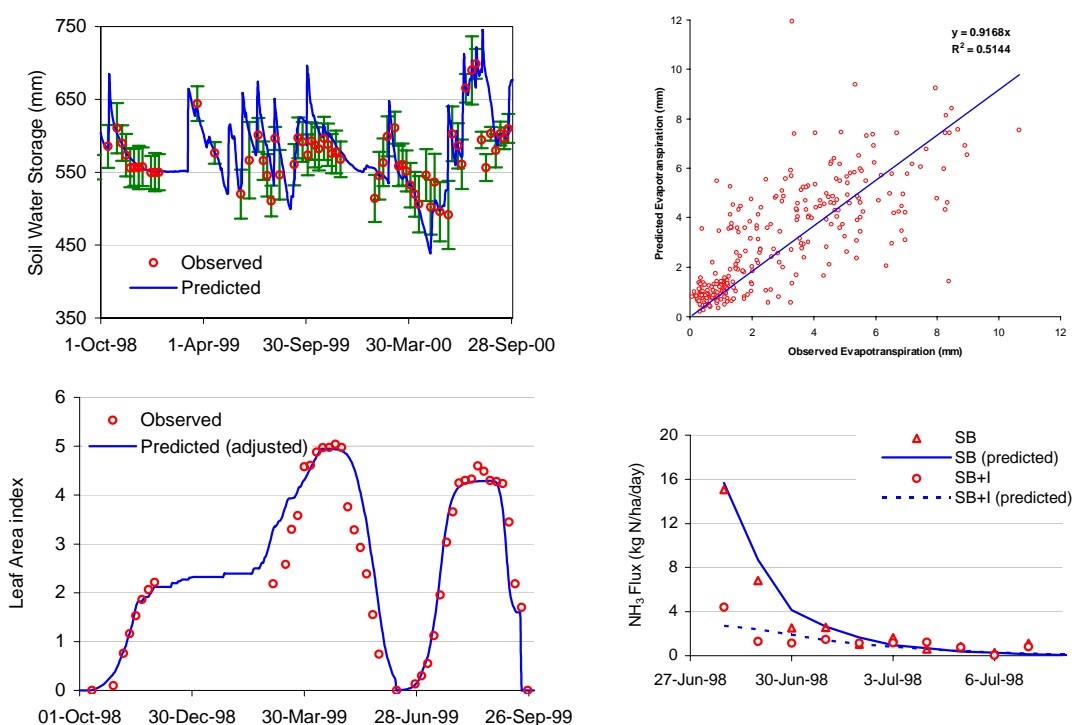 750
650
550
450
350
Soil Water Storage (mm)
Observed
Predicted
1-Oct-98 1-Apr-99 30-Sep-99 30-Mar-00 28-Sep-00
12
10
8
6
4
2
0
Predicted Evapotranspiration (mm)
y = 0.9168x
R² = 0.5144
0 2 4 6 8 10 12
Observed Evapotranspiration (mm)
6
5
4
3
2
1
0
Leaf Area index
Observed
Predicted (adjusted)
01-Oct-98 30-Dec-98 30-Mar-99 28-Jun-99 26-Sep-99
20
16
12
8
4
0
NH₃ Flux (kg N/ha/day)
SB
SB (predicted)
SB+I
SB+I (predicted)
27-Jun-98 30-Jun-98 3-Jul-98 6-Jul-98